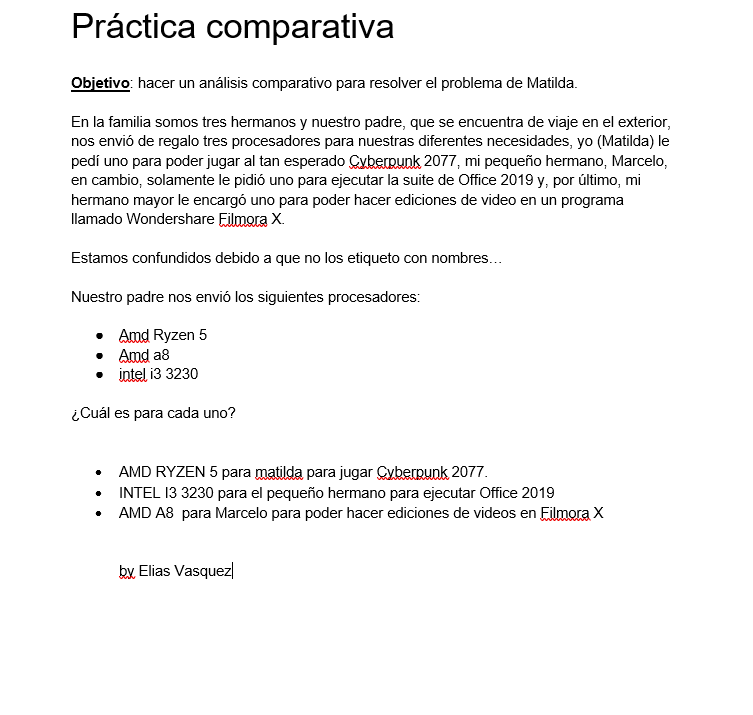 Práctica comparativa
Objetivo: hacer un análisis comparativo para resolver el problema de Matilda.
En la familia somos tres hermanos y nuestro padre, que se encuentra de viaje en el exterior,
nos envió de regalo tres procesadores para nuestras diferentes necesidades, yo (Matilda) le
pedí uno para poder jugar al tan esperado Cyberpunk 2077, mi pequeño hermano, Marcelo,
en cambio, solamente le pidió uno para ejecutar la suite de Office 2019 y, por último, mi
hermano mayor le encargó uno para poder hacer ediciones de video en un programa
llamado Wondershare Filmora X.
Estamos confundidos debido a que no los etiqueto con nombres…
Nuestro padre nos envió los siguientes procesadores:
● Amd Ryzen 5
● Amd a8
● intel i3 3230
¿Cuál es para cada uno?
• AMD RYZEN 5 para matilda para jugar Cyberpunk 2077.
• INTEL I3 3230 para el pequeño hermano para ejecutar Office 2019
• AMD A8 para Marcelo para poder hacer ediciones de videos en Filmora X
by Elias Vasquez